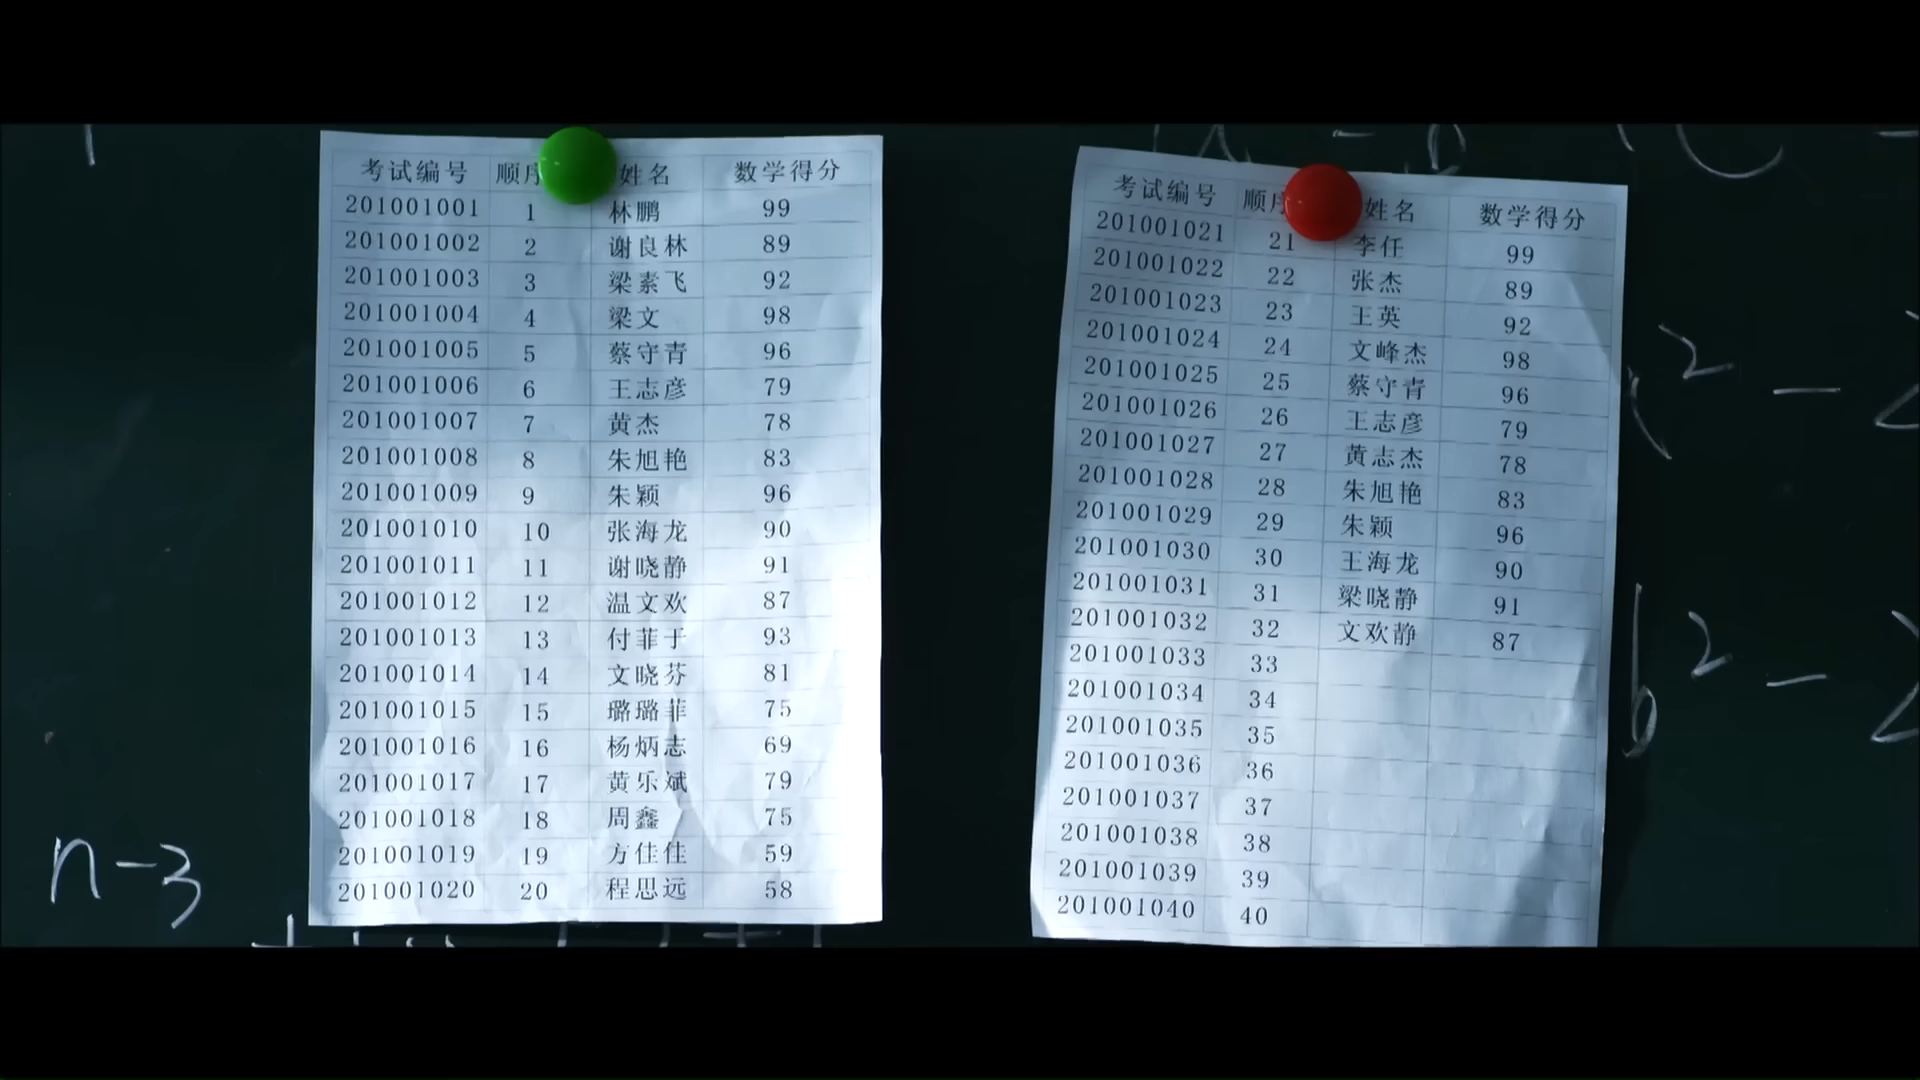 考试编号 顺序 姓名 数学得分
201001001 1 林鹏 99
201001002 2 谢良林 89
201001003 3 梁素飞 92
201001004 4 梁文 98
201001005 5 蔡守青 96
201001006 6 王志彦 79
201001007 7 黄杰 78
201001008 8 朱旭艳 83
201001009 9 朱颖 96
201001010 10 张海龙 90
201001011 11 谢晓静 91
201001012 12 温文欢 87
201001013 13 付菲于 93
201001014 14 文晓芬 81
201001015 15 璐璐菲 75
201001016 16 杨炳志 69
201001017 17 黄乐斌 79
201001018 18 周鑫 75
201001019 19 方佳佳 59
201001020 20 程思远 58
考试编号 顺序 姓名 数学得分
201001021 21 李任 99
201001022 22 张杰 89
201001023 23 王英 92
201001024 24 文峰杰 98
201001025 25 蔡守青 96
201001026 26 王志彦 79
201001027 27 黄志杰 78
201001028 28 朱旭艳 83
201001029 29 朱颖 96
201001030 30 王海龙 90
201001031 31 梁晓静 91
201001032 32 文欢静 87
201001033 33
201001034 34
201001035 35
201001036 36
201001037 37
201001038 38
201001039 39
201001040 40
n-3
b² - 2